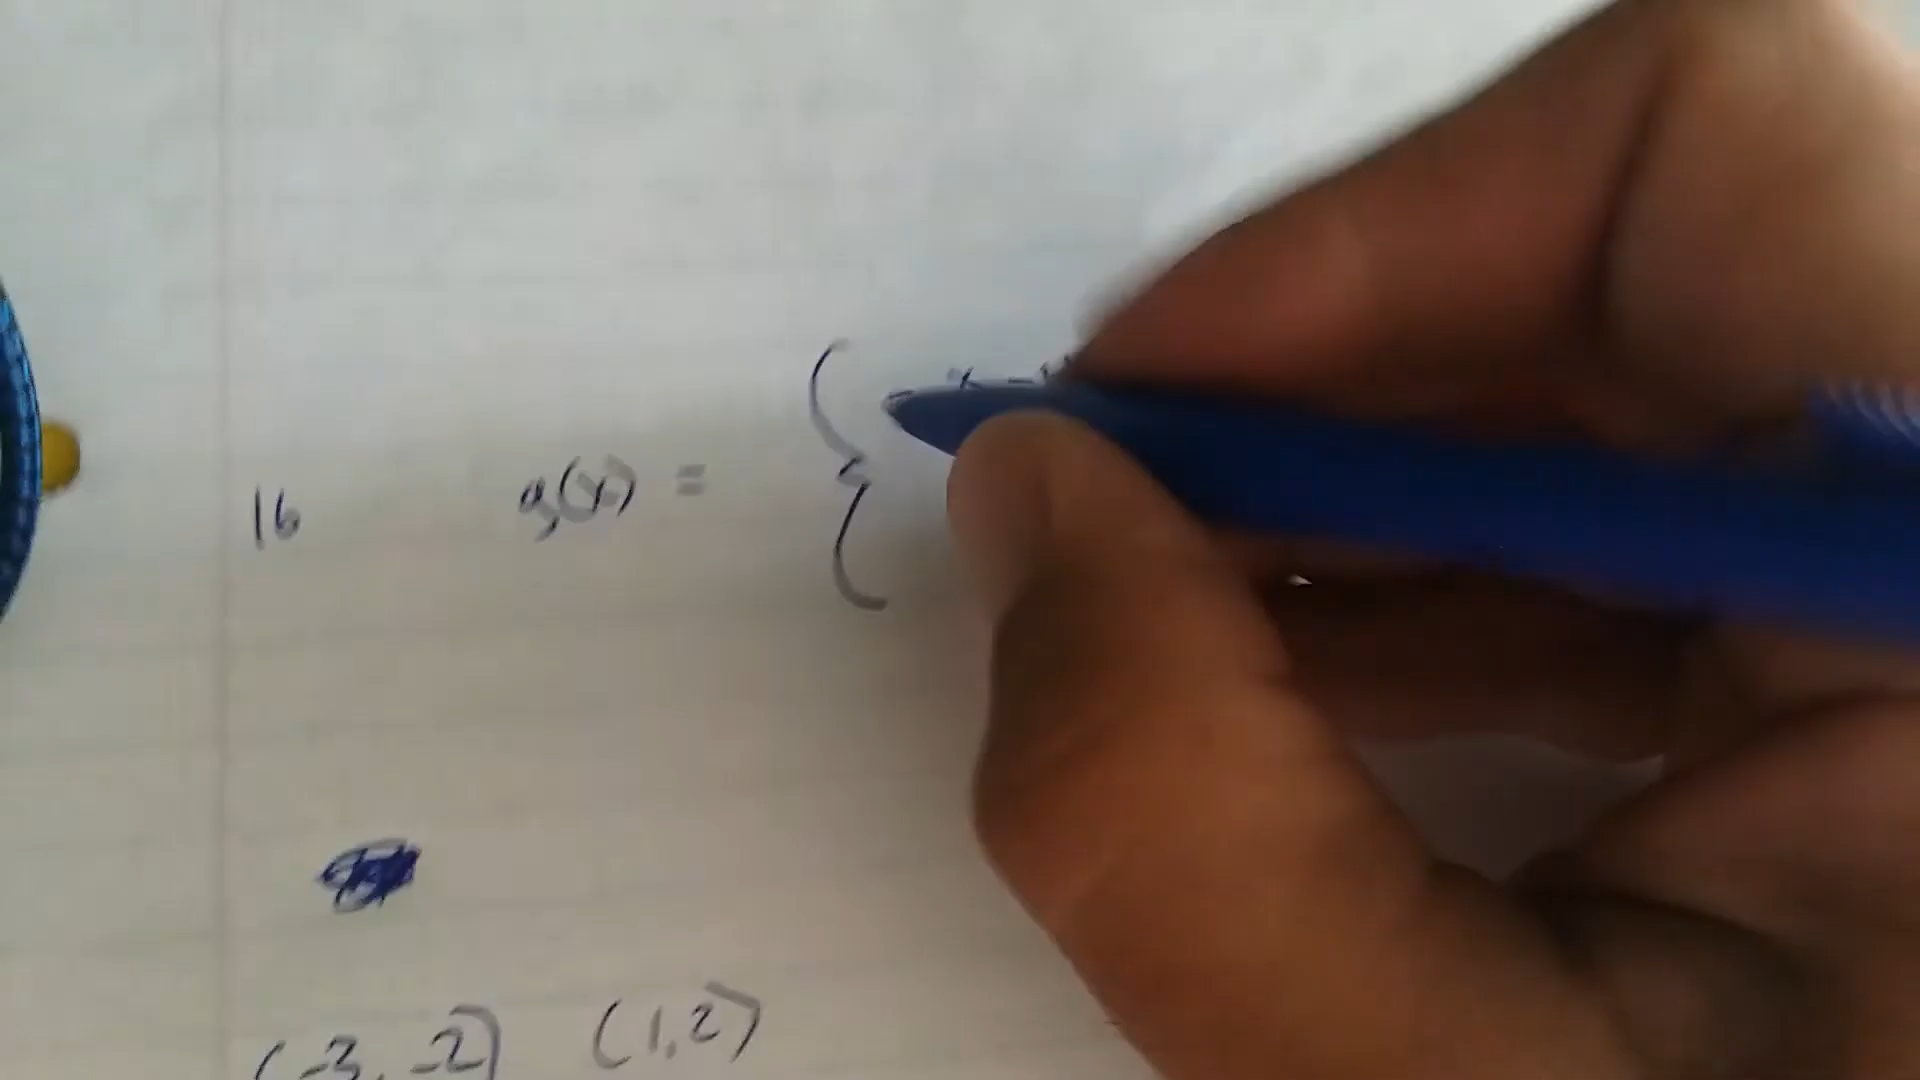 16 g(x) = {
(-3, -2) (1,2)